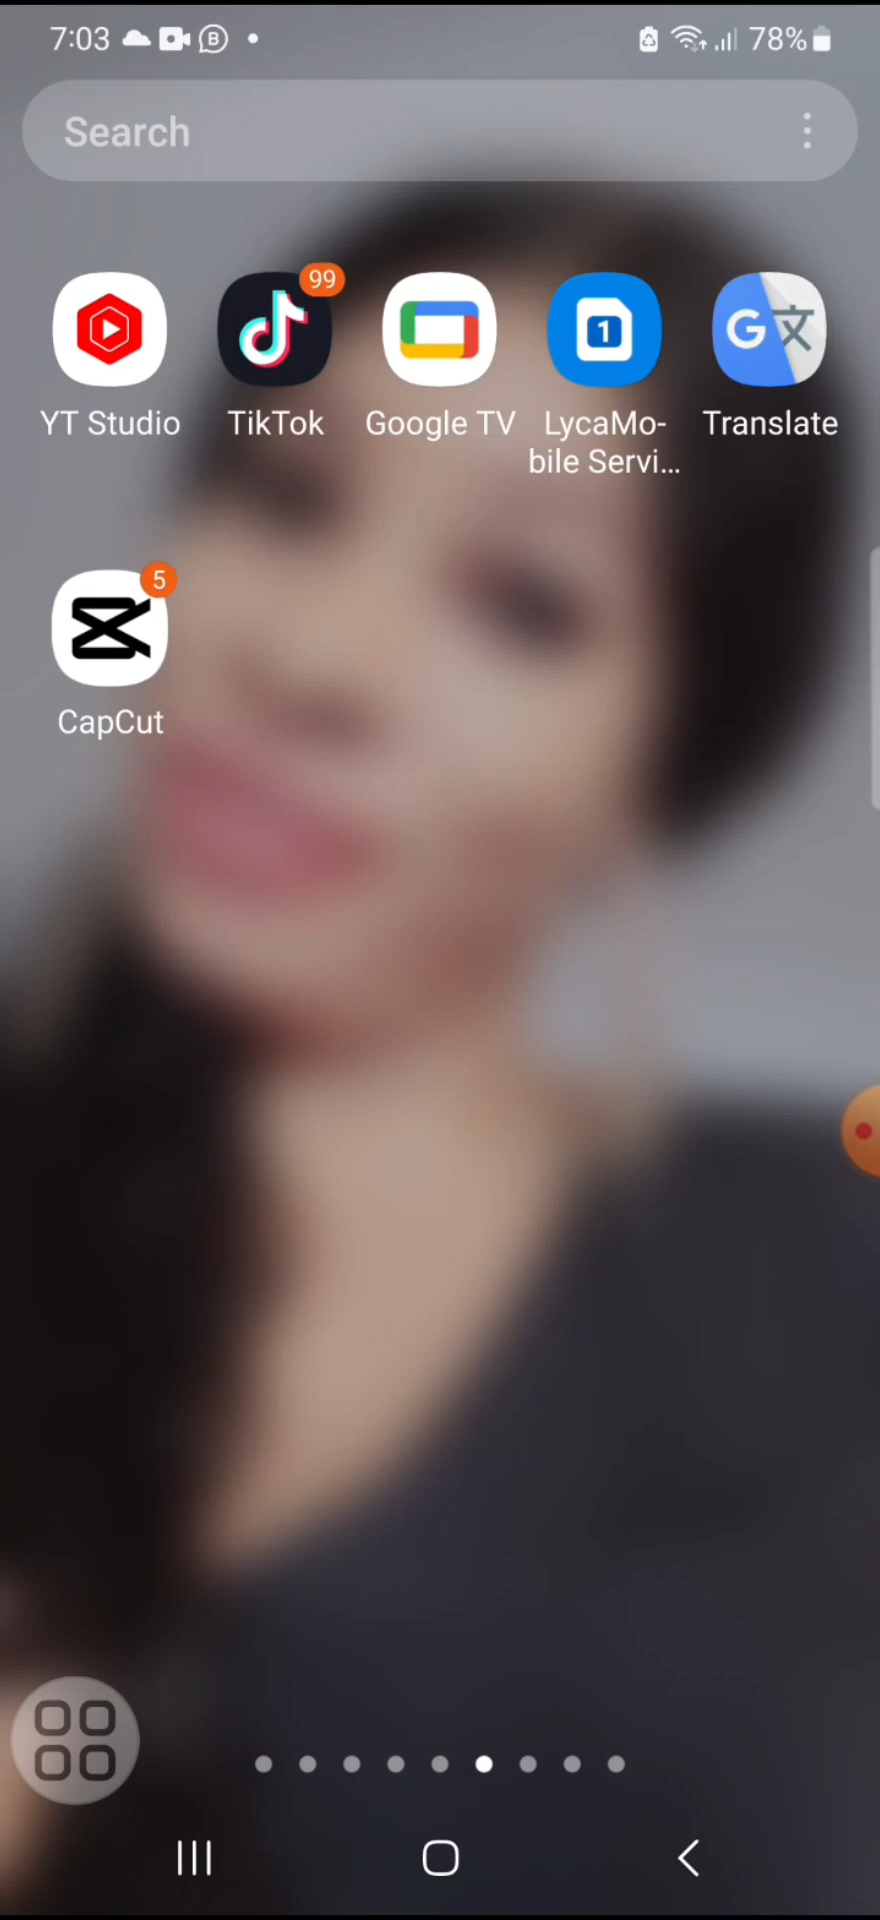 7:03
78%
Search
99
YT Studio
TikTok
Google TV
LycaMo-
bile Servi...
Translate
5
CapCut